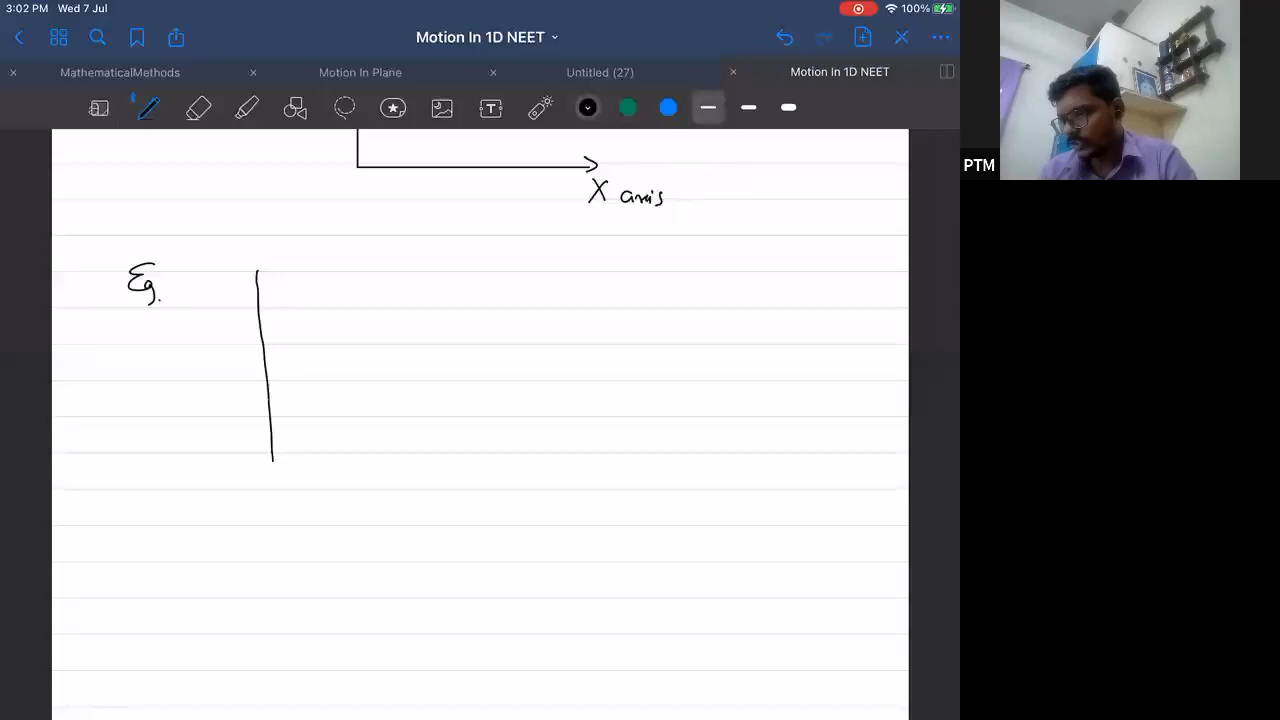 3:02 PM Wed 7 Jul
100%
Motion In 1D NEET
MathematicalMethods
Motion In Plane
Untitled (27)
Motion In 1D NEET
T
X axis
Eg.
PTM